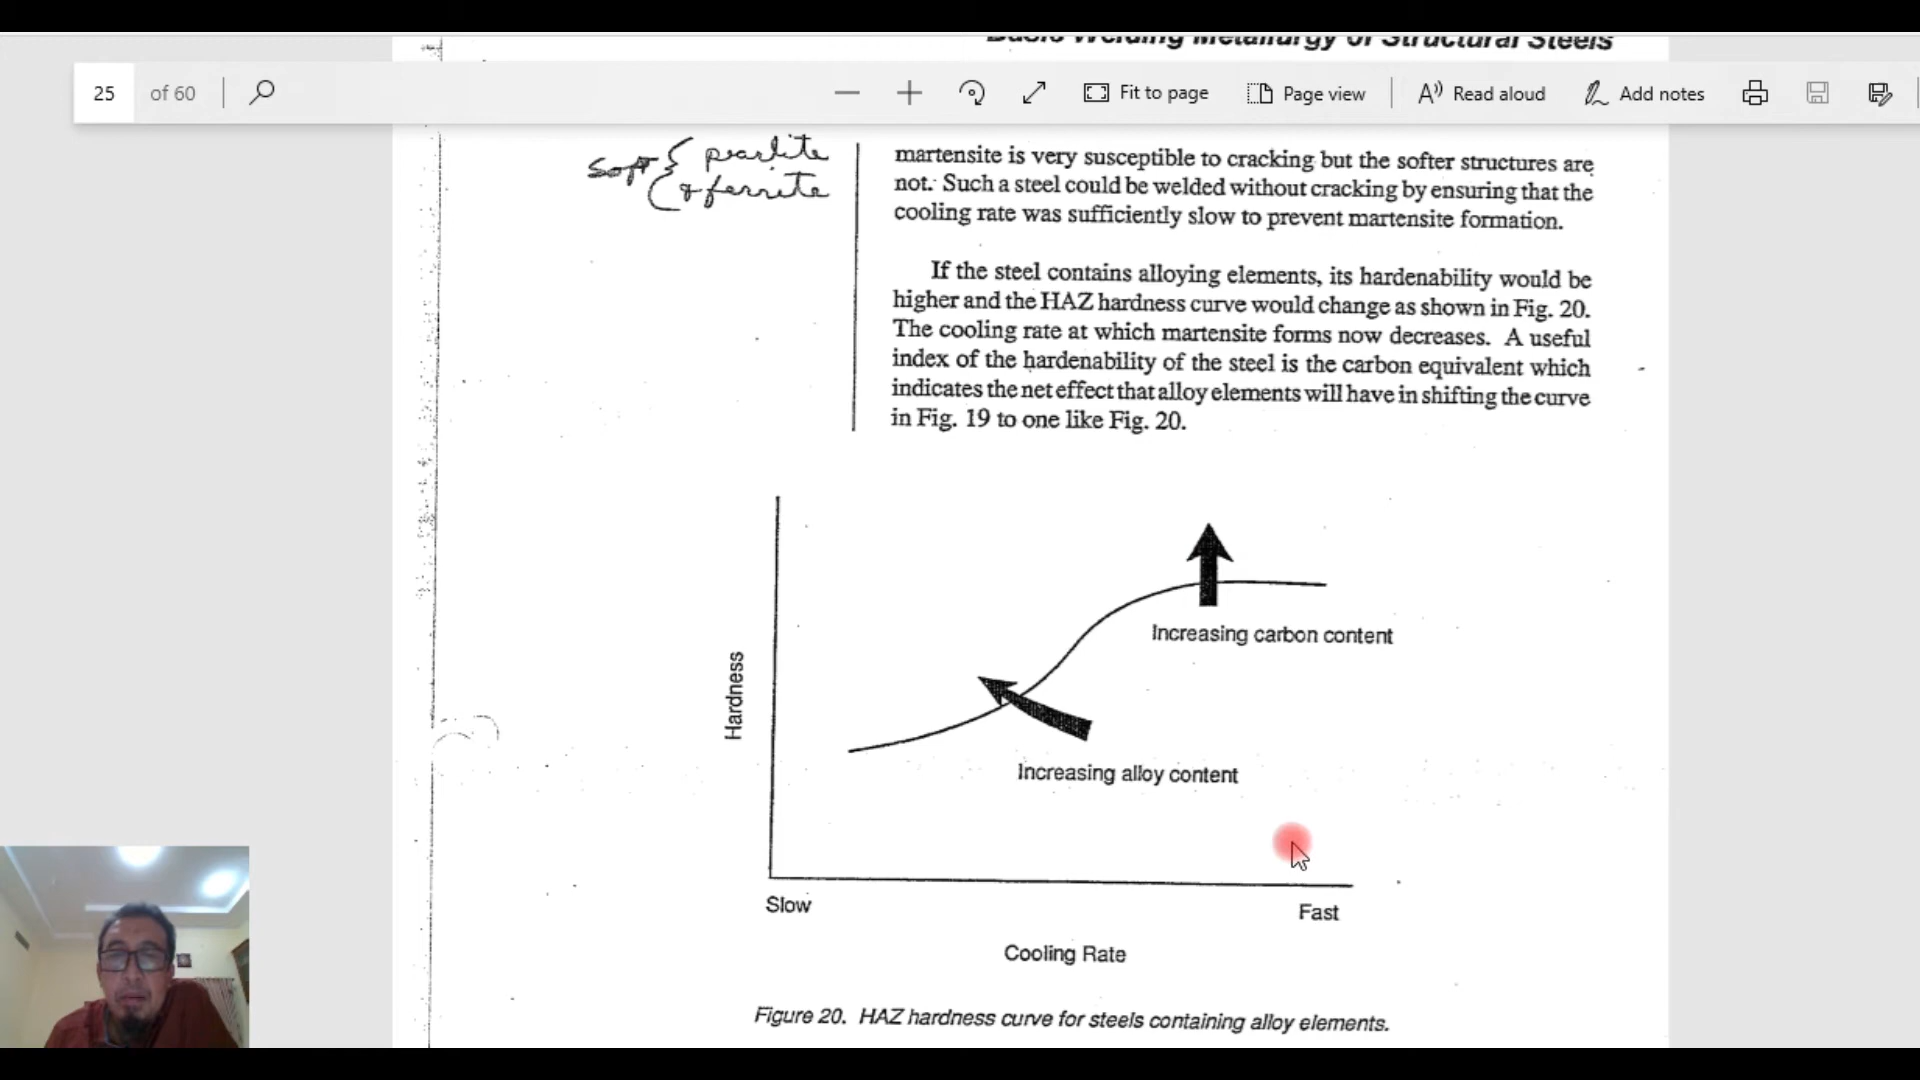 Basic Welding Metallurgy of Structural Steels
25 of 60
Fit to page
Page view
Read aloud
Add notes
soft { pearlite
& ferrite
martensite is very susceptible to cracking but the softer structures are
not. Such a steel could be welded without cracking by ensuring that the
cooling rate was sufficiently slow to prevent martensite formation.
If the steel contains alloying elements, its hardenability would be
higher and the HAZ hardness curve would change as shown in Fig. 20.
The cooling rate at which martensite forms now decreases. A useful
index of the hardenability of the steel is the carbon equivalent which
indicates the net effect that alloy elements will have in shifting the curve
in Fig. 19 to one like Fig. 20.
Increasing carbon content
Hardness
Increasing alloy content
Slow
Fast
Cooling Rate
Figure 20. HAZ hardness curve for steels containing alloy elements.